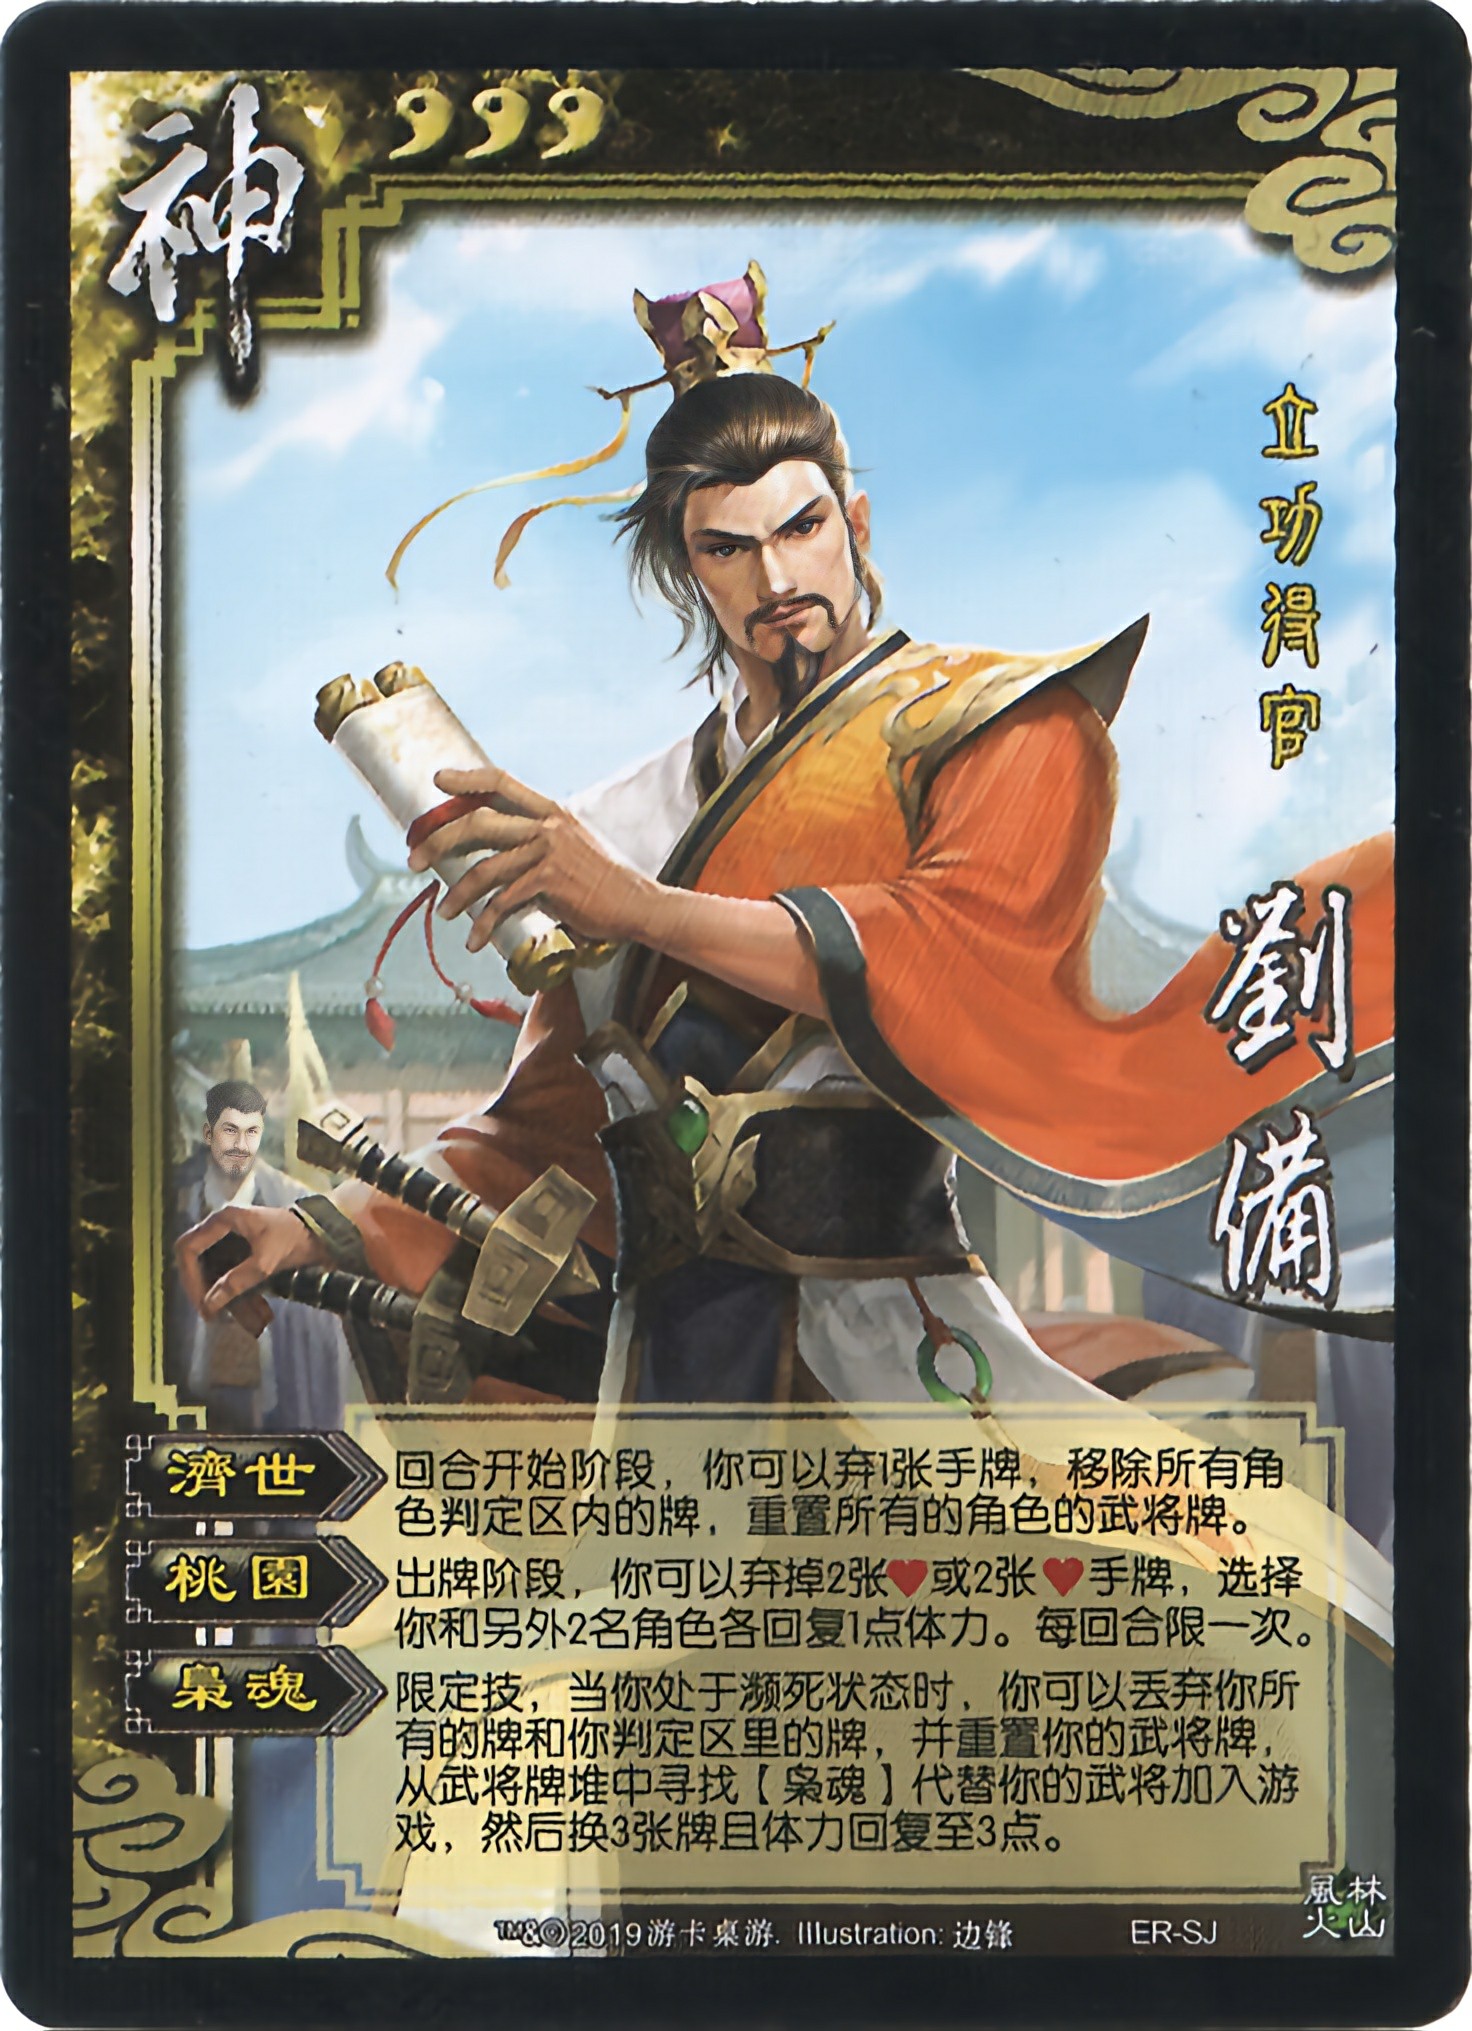 神
立功得官
劉備
濟世
回合开始阶段，你可以弃1张手牌，移除所有角
色判定区内的牌，重置所有的角色的武将牌。
桃園
出牌阶段，你可以弃掉2张♥或2张♥手牌，选择
你和另外2名角色各回复1点体力。每回合限一次。
梟魂
限定技，当你处于濒死状态时，你可以丢弃你所
有的牌和你判定区里的牌，并重置你的武将牌，
从武将牌堆中寻找【枭魂】代替你的武将加入游
戏，然后换3张牌且体力回复至3点。
™&©2019游卡桌游. Illustration: 边锋
ER-SJ
風林
火山